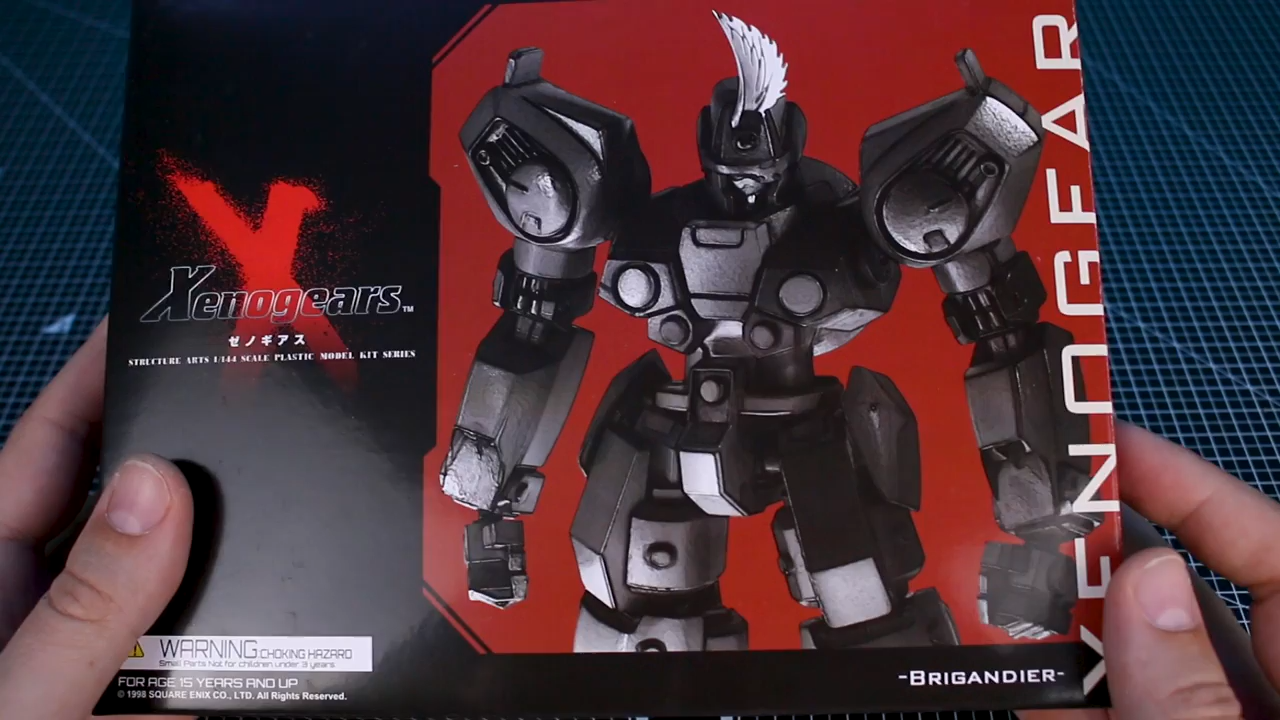 Xenogears™
ゼノギアス
STRUCTURE ARTS 1/144 SCALE PLASTIC MODEL KIT SERIES
XENOGEAR
WARNING:CHOKING HAZARD
Small Parts Not for children under 3 years
FOR AGE 15 YEARS AND UP
© 1998 SQUARE ENIX CO., LTD. All Rights Reserved.
-BRIGANDIER-